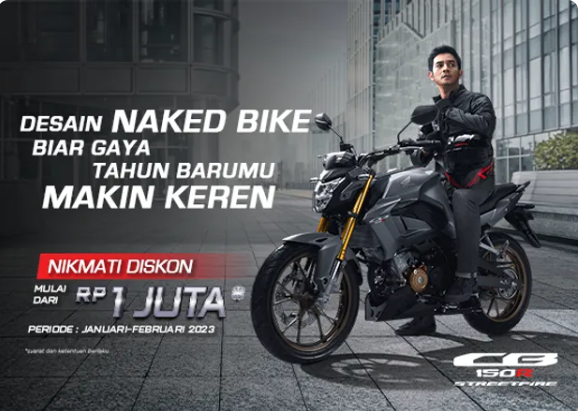 DESAIN NAKED BIKE
BIAR GAYA
TAHUN BARUMU
MAKIN KEREN
NIKMATI DISKON
MULAI DARI RP 1 JUTA*
PERIODE : JANUARI-FEBRUARI 2023
*syarat dan ketentuan berlaku
CB
150R
STREETFIRE